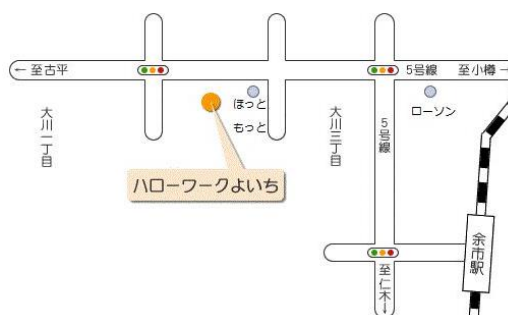 ← 至古平
5号線
至小樽→
ほっと
もっと
ローソン
大川一丁目
大川三丁目
5号線
ハローワークよいち
余市駅
至仁木↓